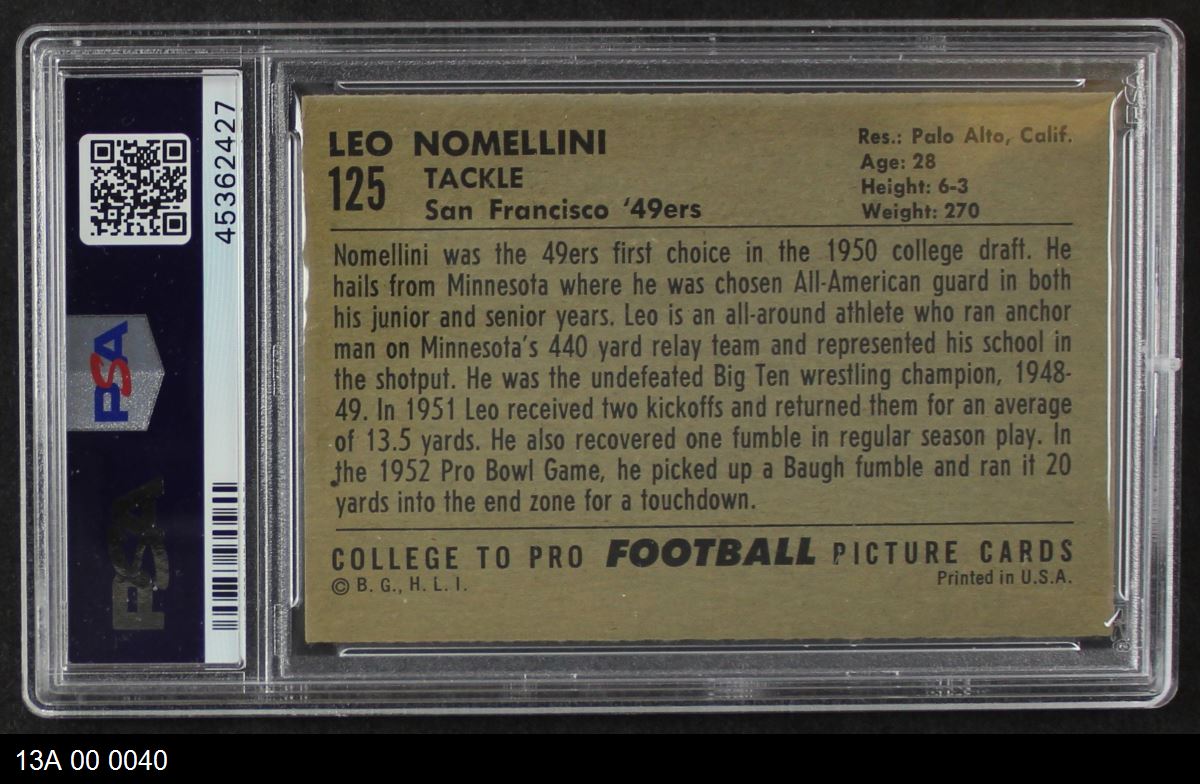 45362427
PSA
PSA
LEO NOMELLINI
125
TACKLE
San Francisco '49ers
Res.: Palo Alto, Calif.
Age: 28
Height: 6-3
Weight: 270
Nomellini was the 49ers first choice in the 1950 college draft. He
hails from Minnesota where he was chosen All-American guard in both
his junior and senior years. Leo is an all-around athlete who ran anchor
man on Minnesota's 440 yard relay team and represented his school in
the shotput. He was the undefeated Big Ten wrestling champion, 1948-
49. In 1951 Leo received two kickoffs and returned them for an average
of 13.5 yards. He also recovered one fumble in regular season play. In
the 1952 Pro Bowl Game, he picked up a Baugh fumble and ran it 20
yards into the end zone for a touchdown.
COLLEGE TO PRO FOOTBALL PICTURE CARDS
© B. G., H. L. I.
Printed in U.S.A.
13A 00 0040